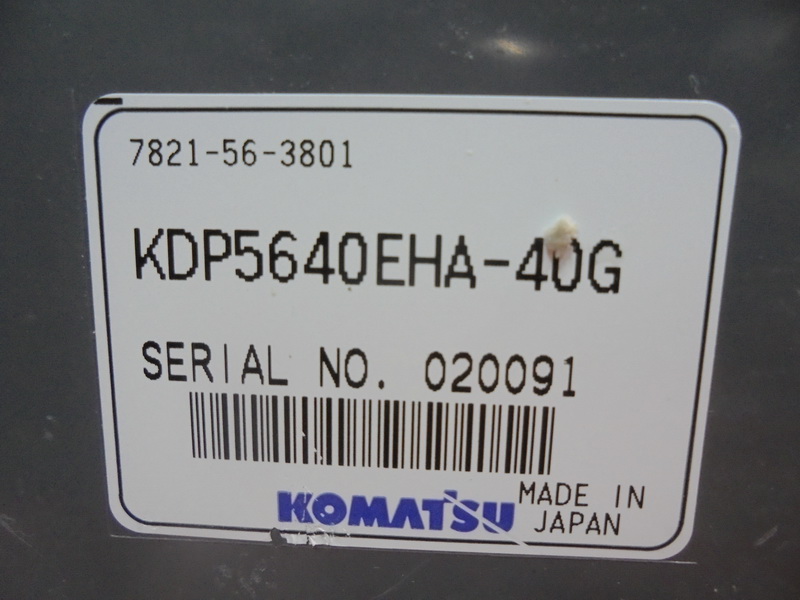 7821-56-3801
KDP5640EHA-40G
SERIAL NO. 020091
KOMATSU
MADE IN
JAPAN